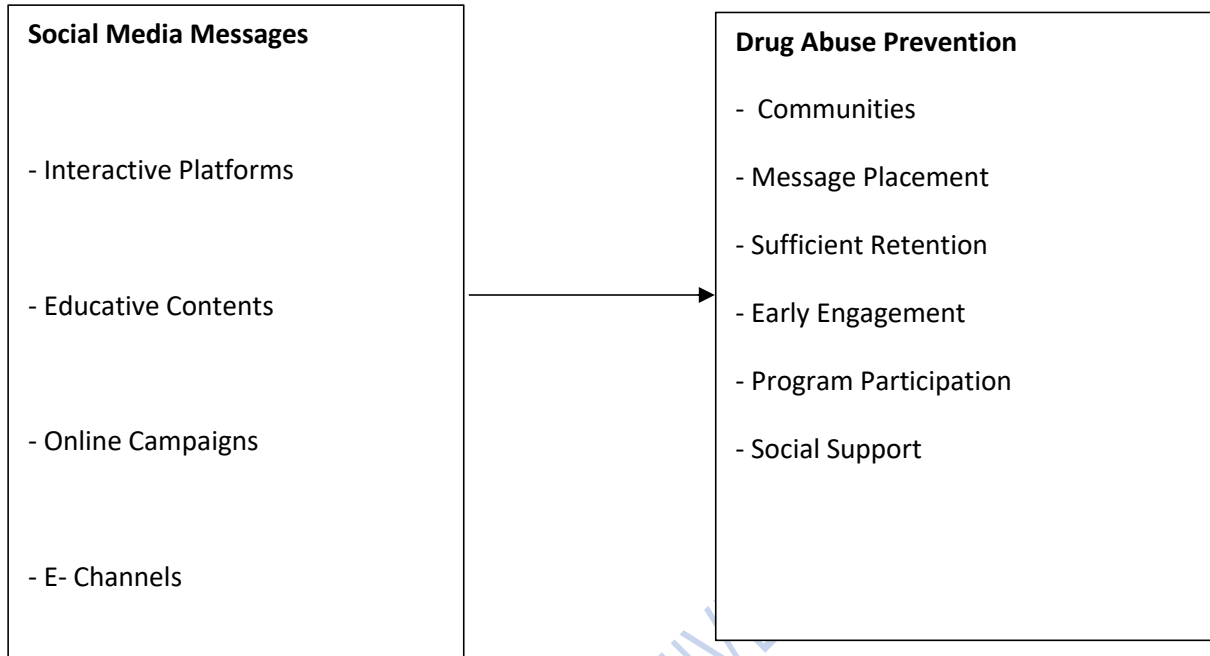 Social Media Messages
- Interactive Platforms
- Educative Contents
- Online Campaigns
- E- Channels
Drug Abuse Prevention
- Communities
- Message Placement
- Sufficient Retention
- Early Engagement
- Program Participation
- Social Support